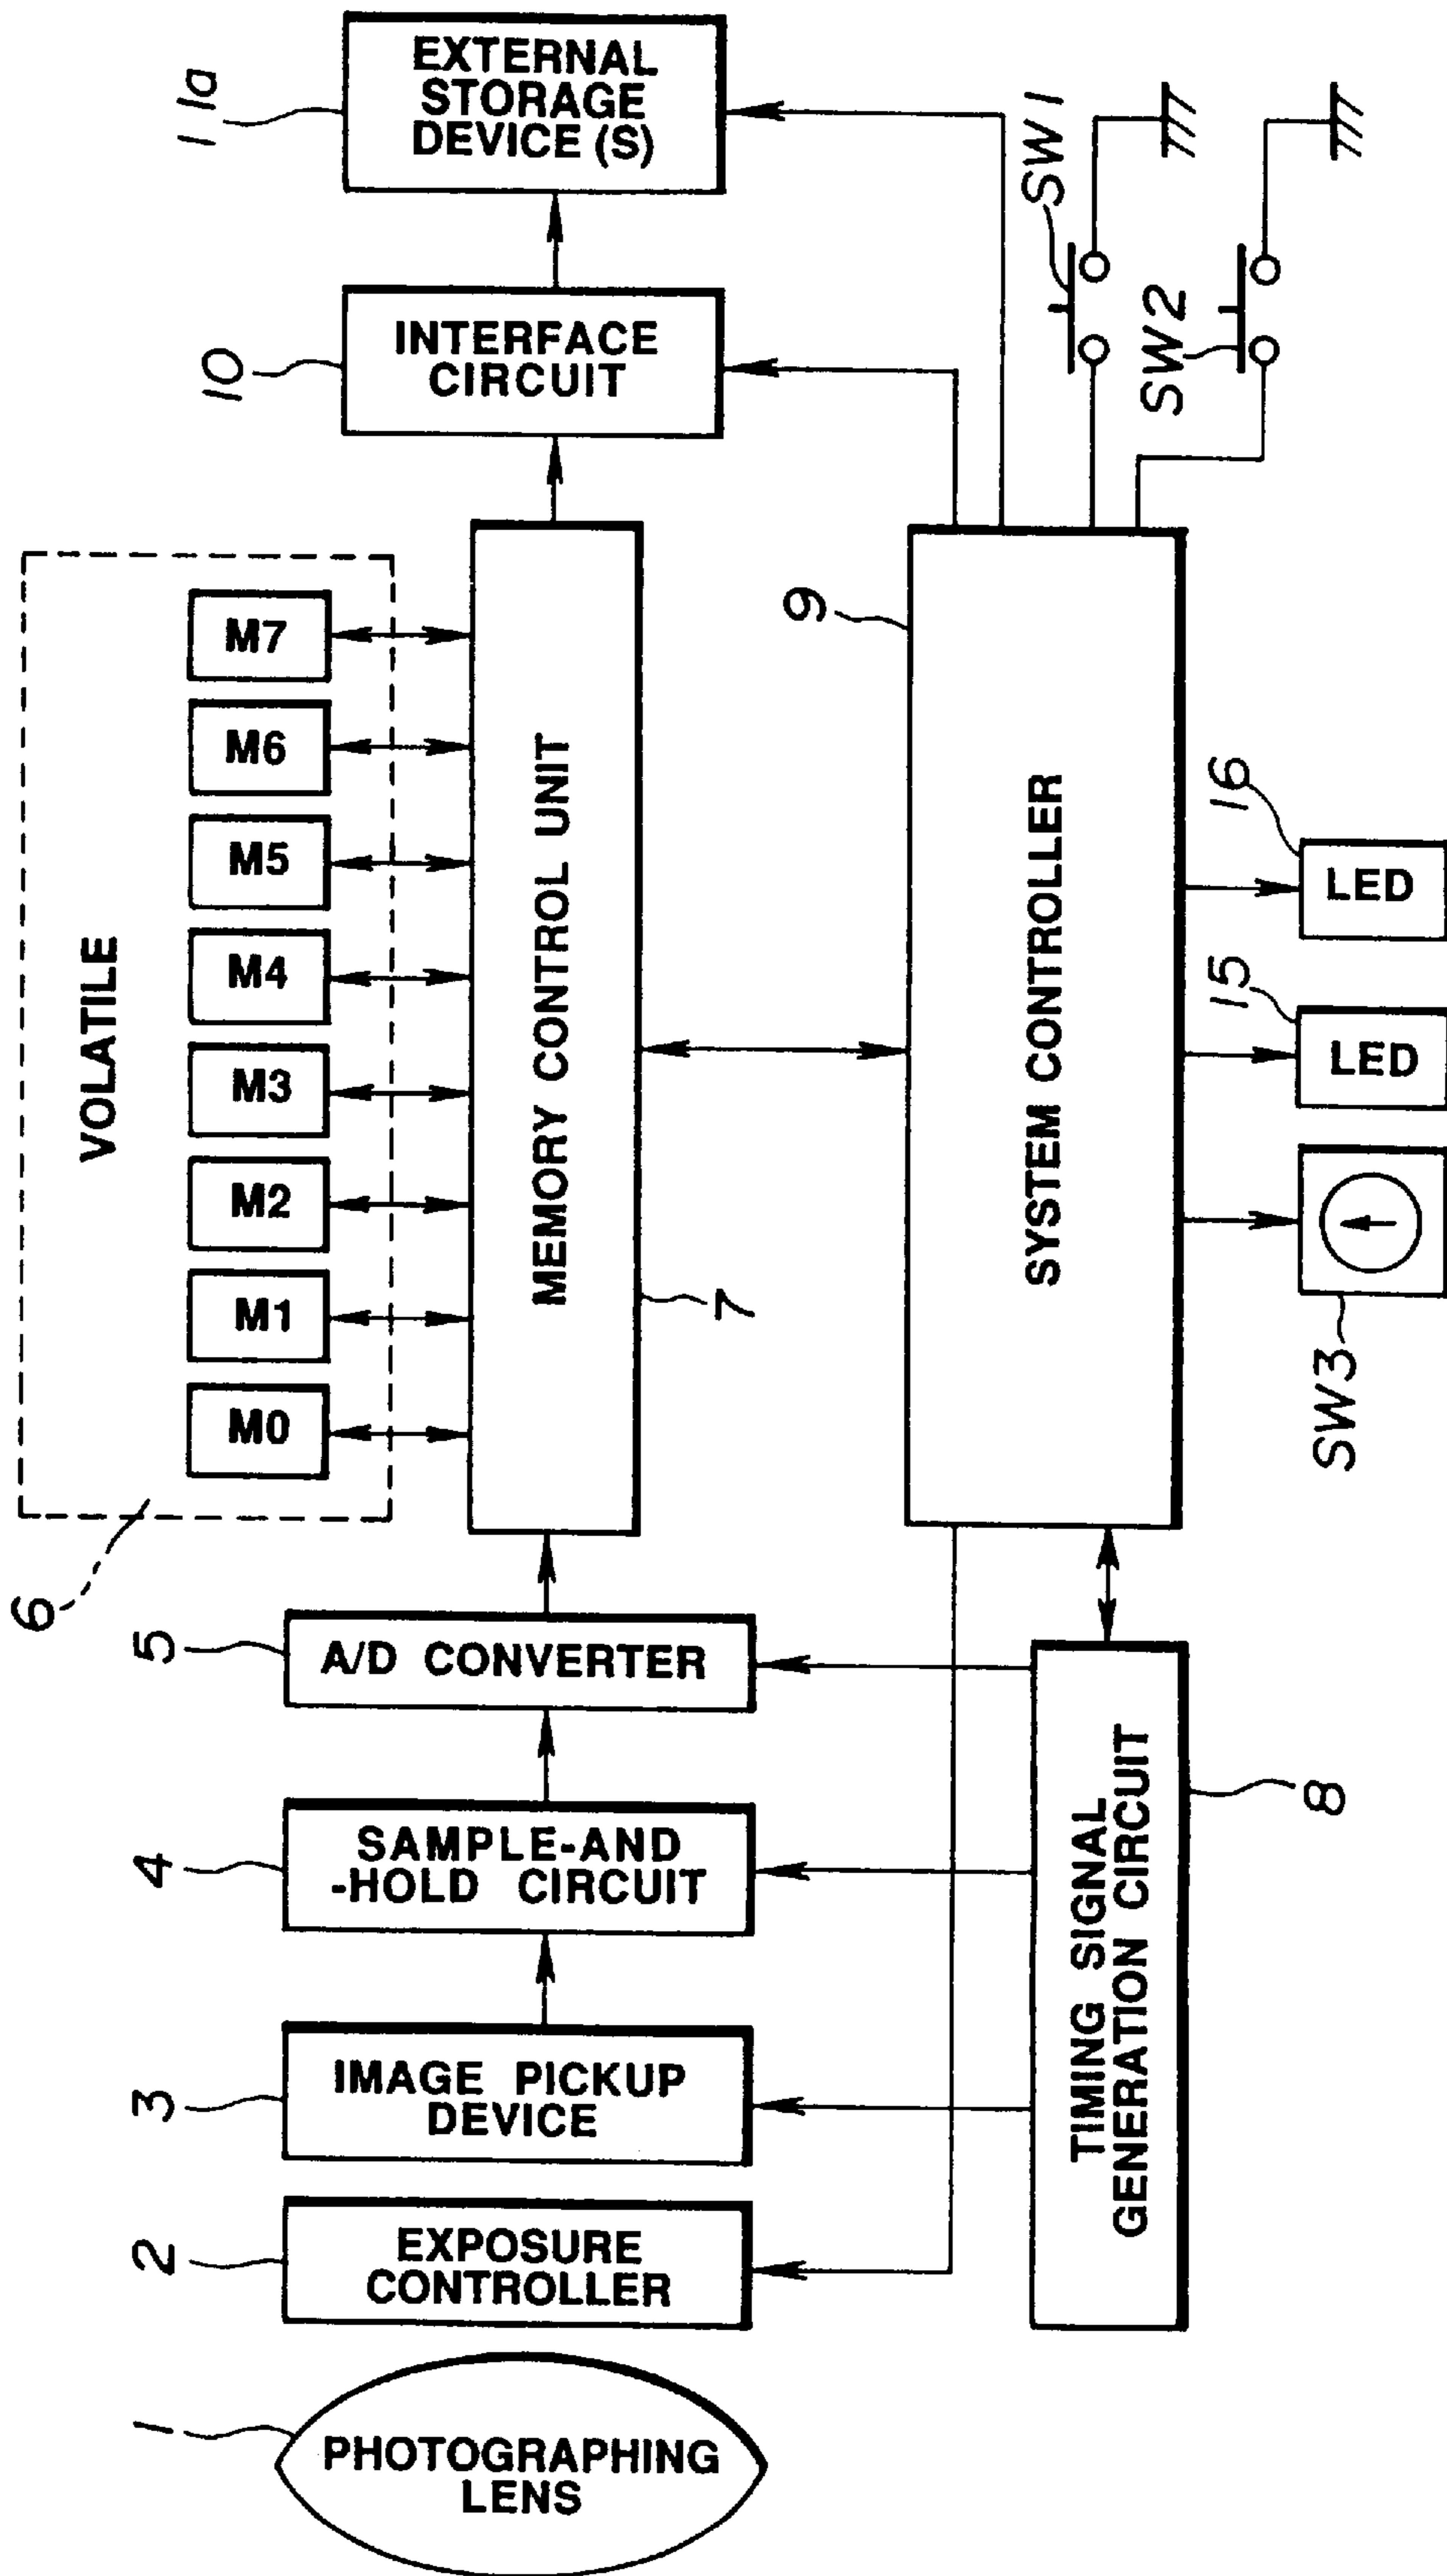 VOLATILE
6
M0
M1
M2
M3
M4
M5
M6
M7
1
2
3
4
5
10
11a
PHOTOGRAPHING
LENS
EXPOSURE
CONTROLLER
IMAGE PICKUP
DEVICE
SAMPLE-AND
-HOLD CIRCUIT
A/D CONVERTER
MEMORY CONTROL UNIT
7
INTERFACE
CIRCUIT
EXTERNAL
STORAGE
DEVICE (S)
9
TIMING SIGNAL
GENERATION CIRCUIT
8
SYSTEM CONTROLLER
SW1
SW2
SW3
15
LED
16
LED